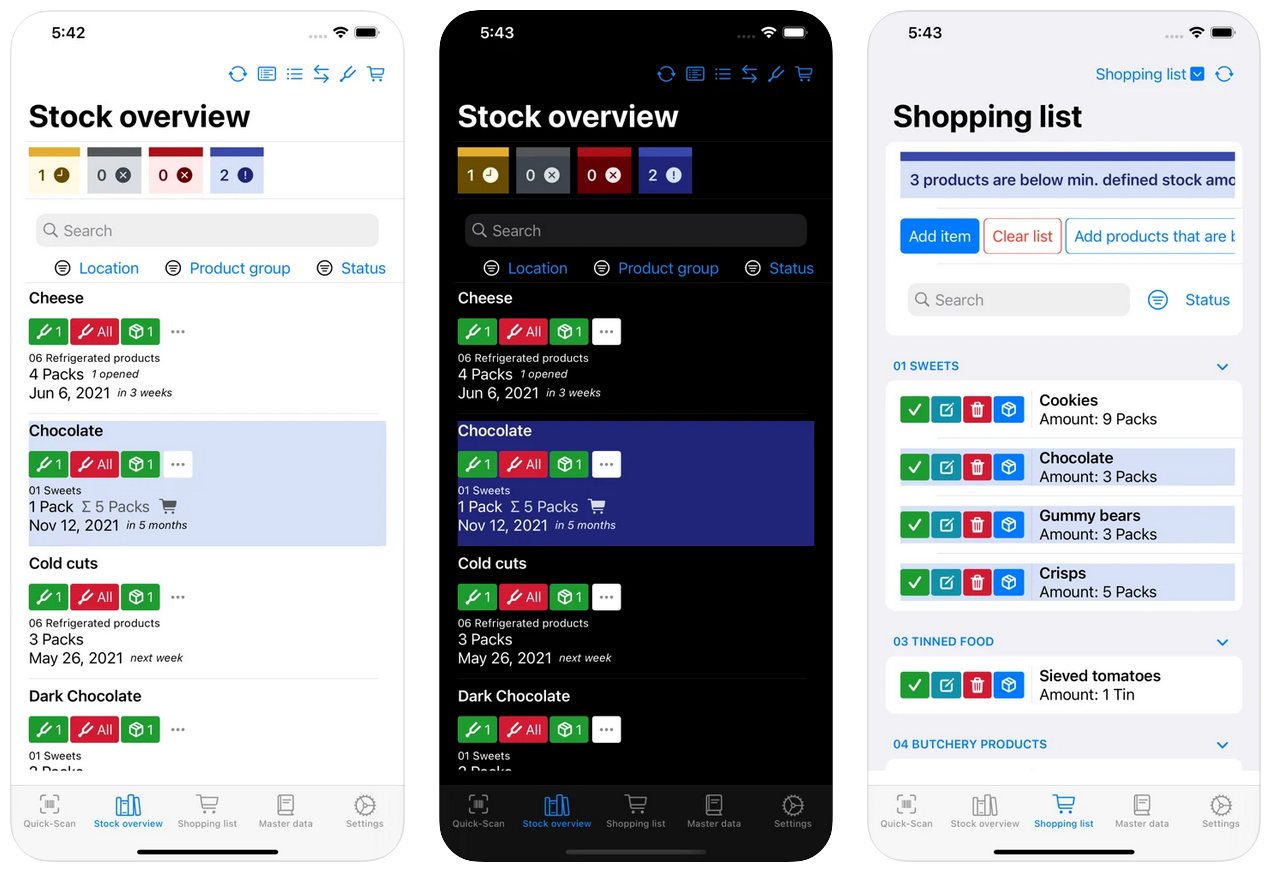 5:42
Stock overview
1
0
0
2
Search
Location Product group Status
Cheese
1 All 1
06 Refrigerated products
4 Packs 1 opened
Jun 6, 2021 in 3 weeks
Chocolate
1 All 1
01 Sweets
1 Pack Σ 5 Packs
Nov 12, 2021 in 5 months
Cold cuts
1 All 1
06 Refrigerated products
3 Packs
May 26, 2021 next week
Dark Chocolate
1 All 1
01 Sweets
Quick-Scan Stock overview Shopping list Master data Settings
5:43
Stock overview
1
0
0
2
Search
Location Product group Status
Cheese
1 All 1
06 Refrigerated products
4 Packs 1 opened
Jun 6, 2021 in 3 weeks
Chocolate
1 All 1
01 Sweets
1 Pack Σ 5 Packs
Nov 12, 2021 in 5 months
Cold cuts
1 All 1
06 Refrigerated products
3 Packs
May 26, 2021 next week
Dark Chocolate
1 All 1
01 Sweets
Quick-Scan Stock overview Shopping list Master data Settings
5:43
Shopping list
Shopping list
3 products are below min. defined stock amo
Add item Clear list Add products that are b
Search Status
01 SWEETS
Cookies
Amount: 9 Packs
Chocolate
Amount: 3 Packs
Gummy bears
Amount: 3 Packs
Crisps
Amount: 5 Packs
03 TINNED FOOD
Sieved tomatoes
Amount: 1 Tin
04 BUTCHERY PRODUCTS
Quick-Scan Stock overview Shopping list Master data Settings